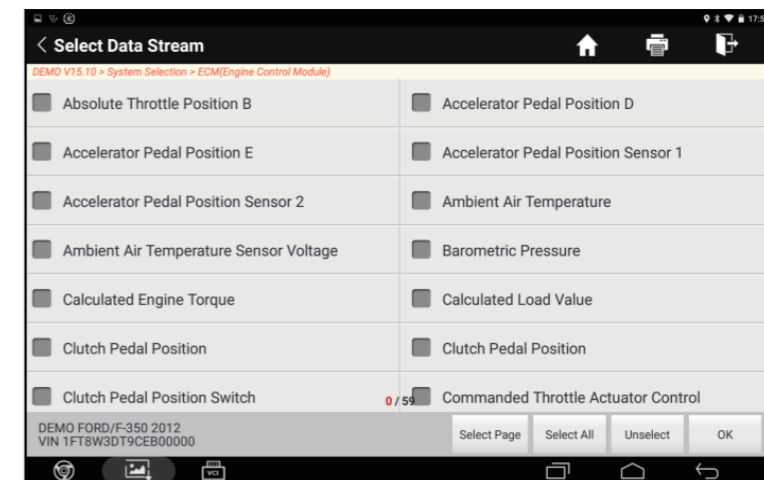 17:5
Select Data Stream
DEMO V15.10 > System Selection > ECM(Engine Control Module)
Absolute Throttle Position B
Accelerator Pedal Position D
Accelerator Pedal Position E
Accelerator Pedal Position Sensor 1
Accelerator Pedal Position Sensor 2
Ambient Air Temperature
Ambient Air Temperature Sensor Voltage
Barometric Pressure
Calculated Engine Torque
Calculated Load Value
Clutch Pedal Position
Clutch Pedal Position
Clutch Pedal Position Switch
0 / 59
Commanded Throttle Actuator Control
DEMO FORD/F-350 2012
VIN 1FT8W3DT9CEB00000
Select Page
Select All
Unselect
OK
VCI